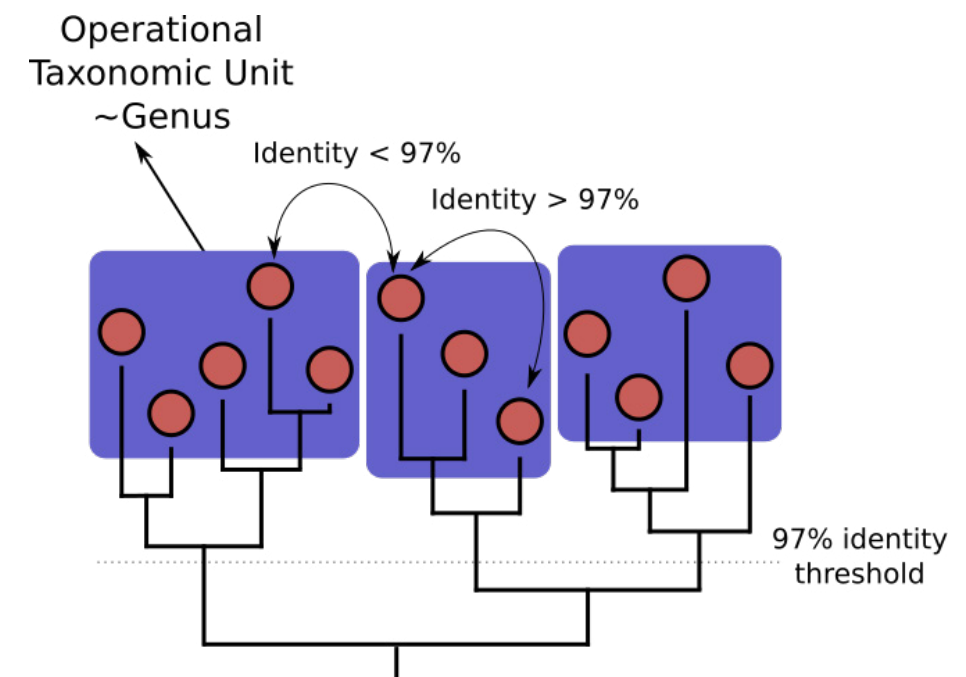 Operational
Taxonomic Unit
~Genus
Identity < 97%
Identity > 97%
97% identity
threshold